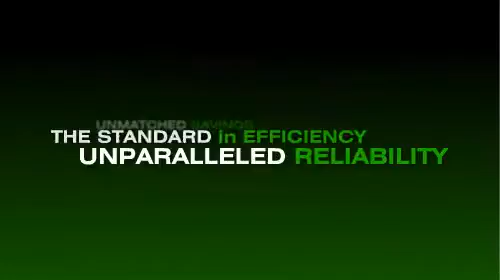 UNMATCHED SAVINGS
THE STANDARD in EFFICIENCY
UNPARALLELED RELIABILITY